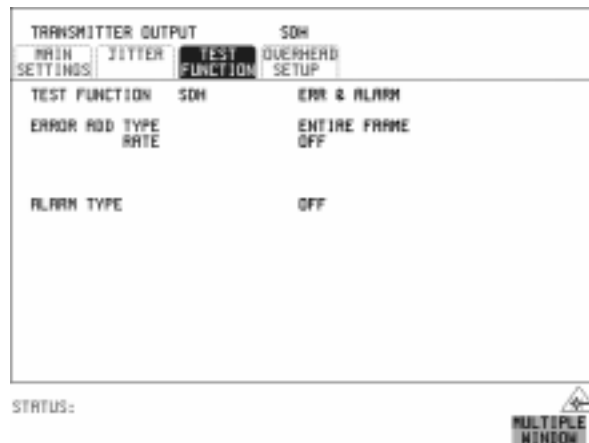 TRANSMITTER OUTPUT SDH
MAIN SETTINGS JITTER TEST FUNCTION OVERHEAD SETUP
TEST FUNCTION SDH ERR & ALARM
ERROR ADD TYPE ENTIRE FRAME
RATE OFF
ALARM TYPE OFF
STATUS:
MULTIPLE
WINDOW